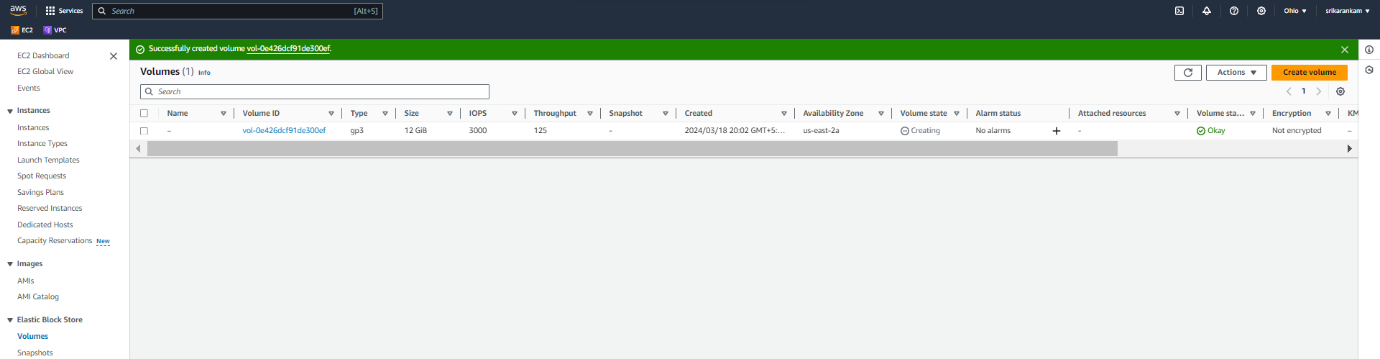 aws Services Search [Alt+S] Ohio srikarankam
EC2 VPC
Successfully created volume vol-0e426dcf91de300ef.
EC2 Dashboard
EC2 Global View
Events
Instances
Instances
Instance Types
Launch Templates
Spot Requests
Savings Plans
Reserved Instances
Dedicated Hosts
Capacity Reservations New
Images
AMIs
AMI Catalog
Elastic Block Store
Volumes
Snapshots
Volumes (1) Info
Actions
Create volume
Search
1
Name Volume ID Type Size IOPS Throughput Snapshot Created Availability Zone Volume state Alarm status Attached resources Volume sta... Encryption KM
– vol-0e426dcf91de300ef gp3 12 GiB 3000 125 - 2024/03/18 20:02 GMT+5:... us-east-2a Creating No alarms + - Okay Not encrypted –